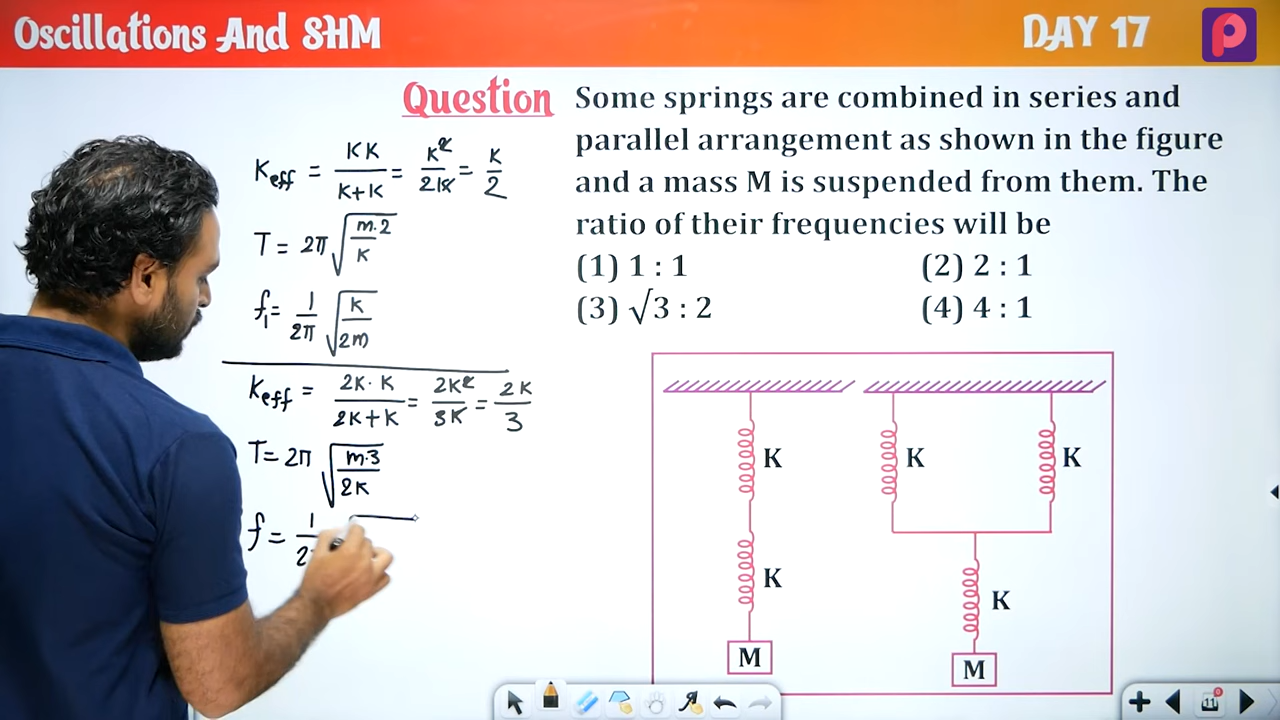 Oscillations And SHM
DAY 17
Question
Some springs are combined in series and
parallel arrangement as shown in the figure
and a mass M is suspended from them. The
ratio of their frequencies will be
(1) 1 : 1
(2) 2 : 1
(3) √3 : 2
(4) 4 : 1
Keff = KK/K+K = K²/2K = K/2
T = 2π √(m·2/K)
f₁ = 1/2π √(K/2m)
Keff = 2K·K/2K+K = 2K²/3K = 2K/3
T = 2π √(m·3/2K)
f = 1/2
K
K
M
K
K
K
M
11